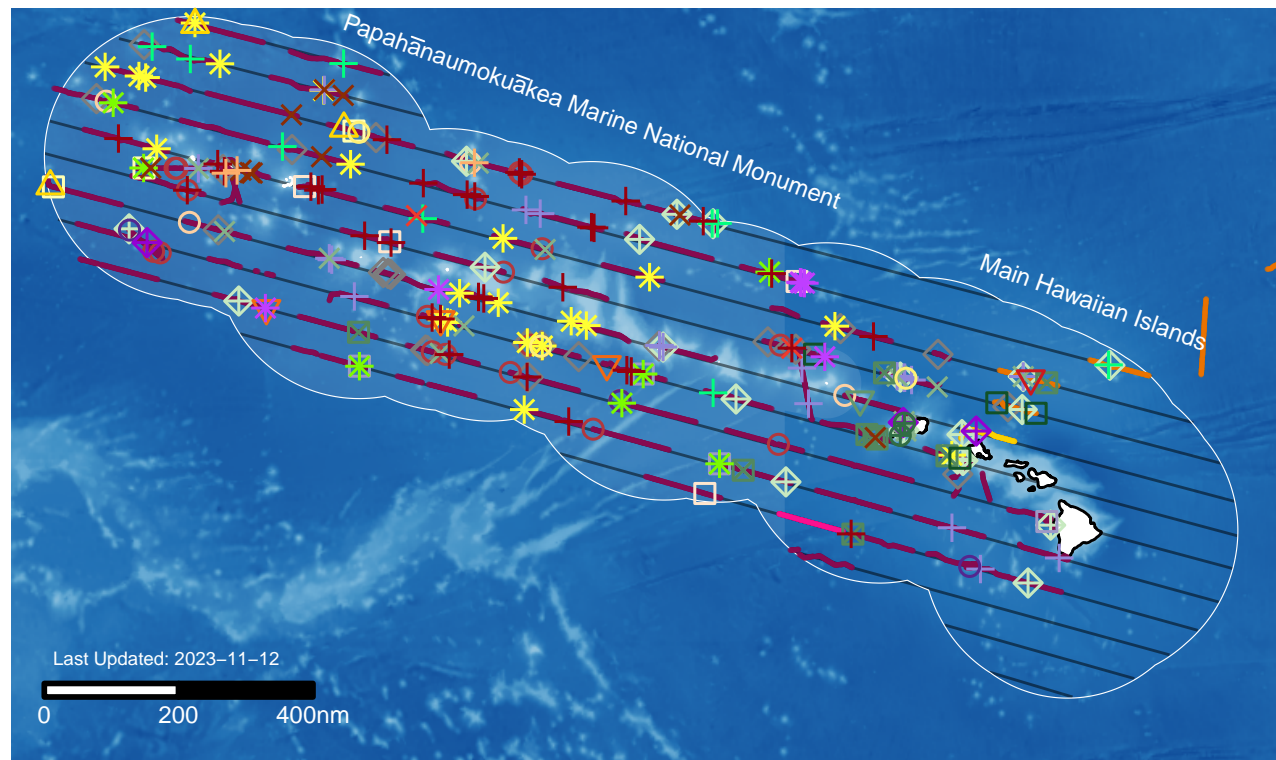 Papahānaumokuākea Marine National Monument
Main Hawaiian Islands
Last Updated: 2023−11−12
0 200 400nm